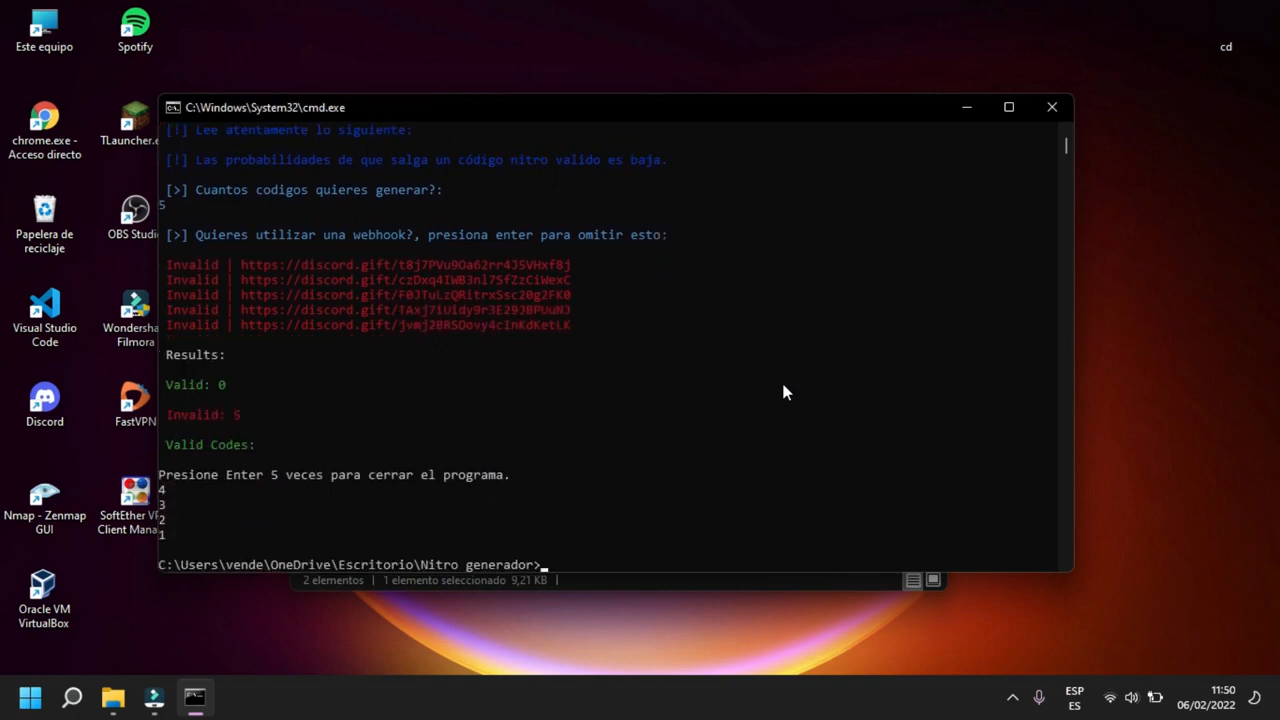 Este equipo
Spotify
cd
C:\Windows\System32\cmd.exe
[!] Lee atentamente lo siguiente:
[!] Las probabilidades de que salga un código nitro valido es baja.
[>] Cuantos codigos quieres generar?:
5
[>] Quieres utilizar una webhook?, presiona enter para omitir esto:
Invalid | https://discord.gift/t8j7PVu9Oa62rr4J5VHxf8j
Invalid | https://discord.gift/czDxq4IWB3nl7SfZzCiWexC
Invalid | https://discord.gift/F0JTuLzQRitrxSsc20g2FK0
Invalid |
Invalid | https://discord.gift/jvmj2BRSOovy4cInKdKetLK
Results:
Valid: 0
Invalid: 5
Valid Codes:
Presione Enter 5 veces para cerrar el programa.
4
3
2
1
C:\Users\vende\OneDrive\Escritorio\Nitro generador>
2 elementos
1 elemento seleccionado 9,21 KB
chrome.exe -
Acceso directo
TLauncher.e
Papelera de
reciclaje
OBS Studi
Visual Studio
Code
Wondersha
Filmora
Discord
FastVPN
Nmap - Zenmap
GUI
SoftEther VP
Client Mana
Oracle VM
VirtualBox
ESP
ES
11:50
06/02/2022